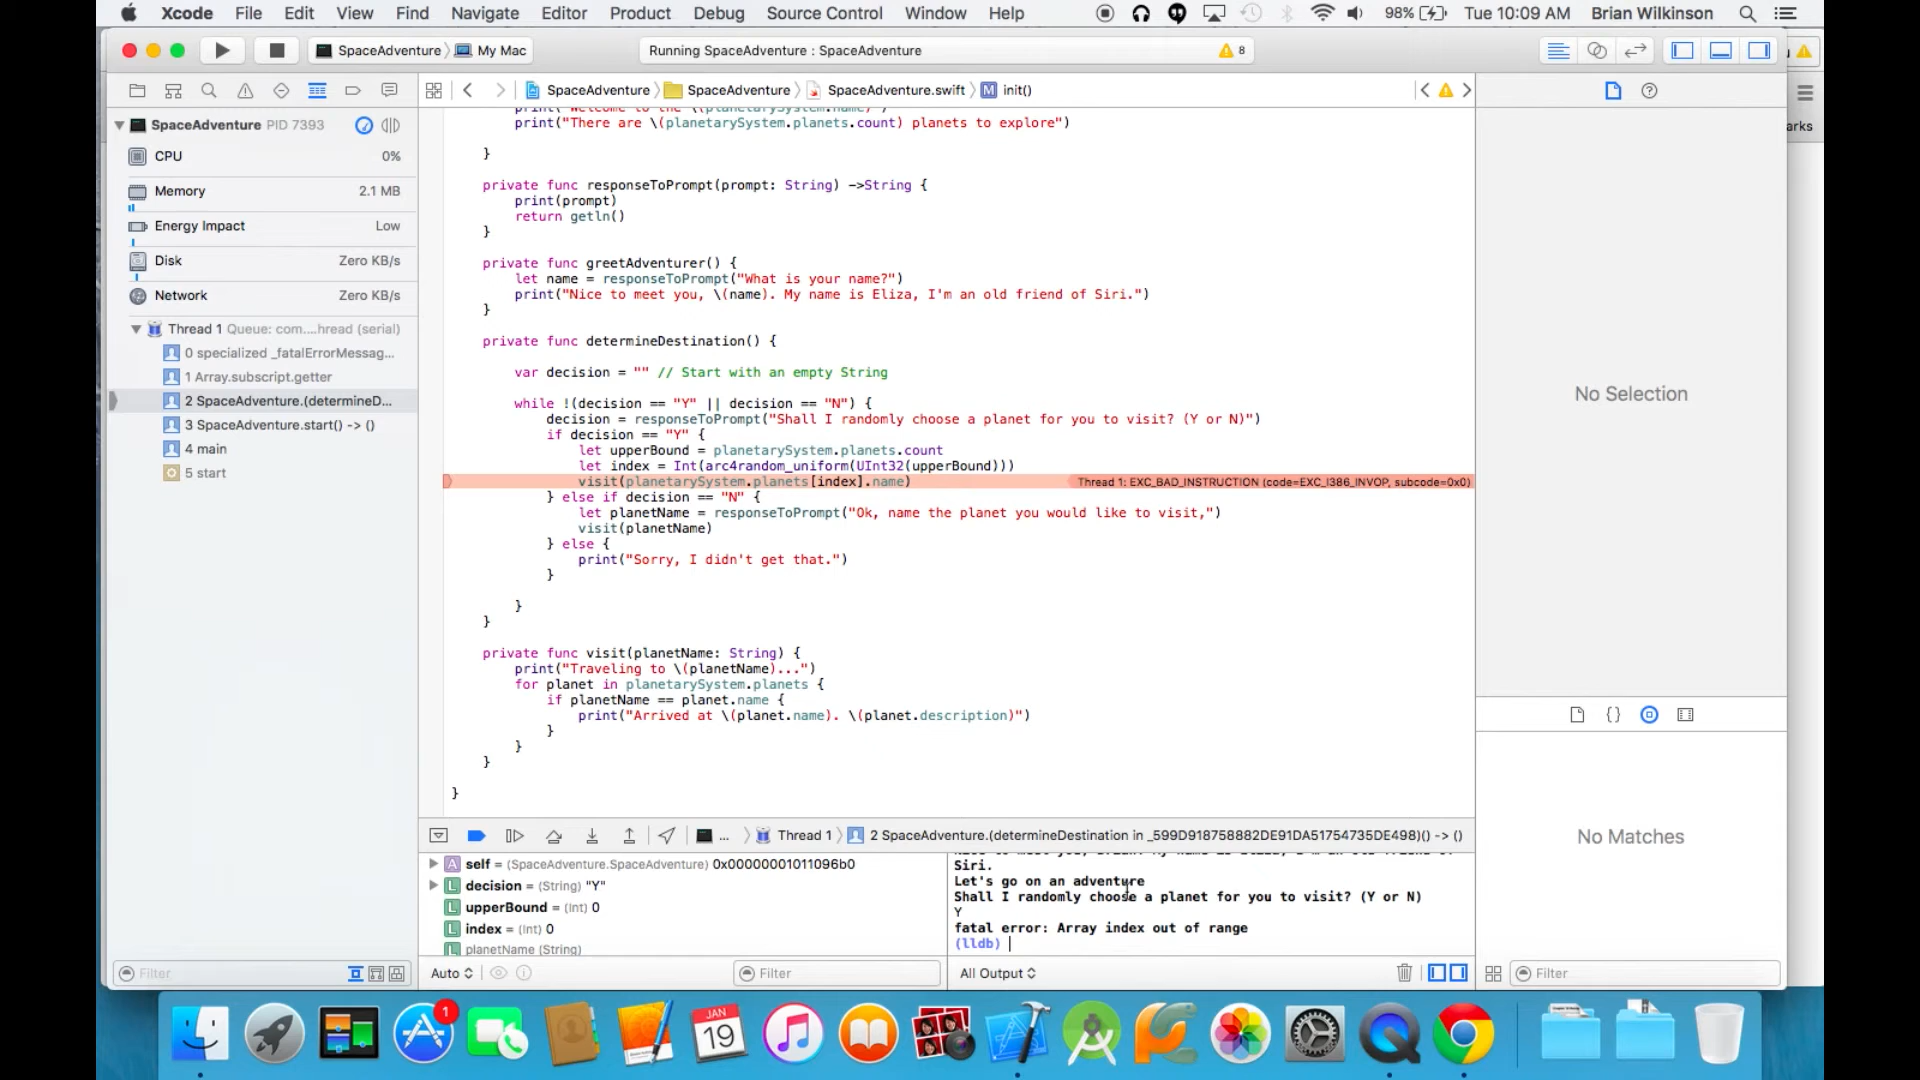 Xcode File Edit View Find Navigate Editor Product Debug Source Control Window Help 98% Tue 10:09 AM Brian Wilkinson
SpaceAdventure My Mac Running SpaceAdventure : SpaceAdventure 8
SpaceAdventure SpaceAdventure SpaceAdventure.swift M init()
arks
SpaceAdventure PID 7393
CPU 0%
Memory 2.1 MB
Energy Impact Low
Disk Zero KB/s
Network Zero KB/s
Thread 1 Queue: com....hread (serial)
0 specialized _fatalErrorMessag...
1 Array.subscript.getter
2 SpaceAdventure.(determineD...
3 SpaceAdventure.start() -> ()
4 main
5 start
Filter
print("Welcome to the \(planetarySystem.name)")
print("There are \(planetarySystem.planets.count) planets to explore")
}
private func responseToPrompt(prompt: String) ->String {
print(prompt)
return getln()
}
private func greetAdventurer() {
let name = responseToPrompt("What is your name?")
print("Nice to meet you, \(name). My name is Eliza, I'm an old friend of Siri.")
}
private func determineDestination() {
var decision = "" // Start with an empty String
while !(decision == "Y" || decision == "N") {
decision = responseToPrompt("Shall I randomly choose a planet for you to visit? (Y or N)")
if decision == "Y" {
let upperBound = planetarySystem.planets.count
let index = Int(arc4random_uniform(UInt32(upperBound)))
visit(planetarySystem.planets[index].name) Thread 1: EXC_BAD_INSTRUCTION (code=EXC_I386_INVOP, subcode=0x0)
} else if decision == "N" {
let planetName = responseToPrompt("Ok, name the planet you would like to visit,")
visit(planetName)
} else {
print("Sorry, I didn't get that.")
}
}
}
private func visit(planetName: String) {
print("Traveling to \(planetName)...")
for planet in planetarySystem.planets {
if planetName == planet.name {
print("Arrived at \(planet.name). \(planet.description)")
}
}
}
}
... Thread 1 2 SpaceAdventure.(determineDestination in _599D918758882DE91DA51754735DE498)() -> ()
A self = (SpaceAdventure.SpaceAdventure) 0x00000001011096b0
L decision = (String) "Y"
L upperBound = (Int) 0
L index = (Int) 0
L planetName (String)
Auto Filter
Siri.
Let's go on an adventure
Shall I randomly choose a planet for you to visit? (Y or N)
Y
fatal error: Array index out of range
(lldb)
All Output
No Selection
{}
No Matches
Filter
1
JAN
19